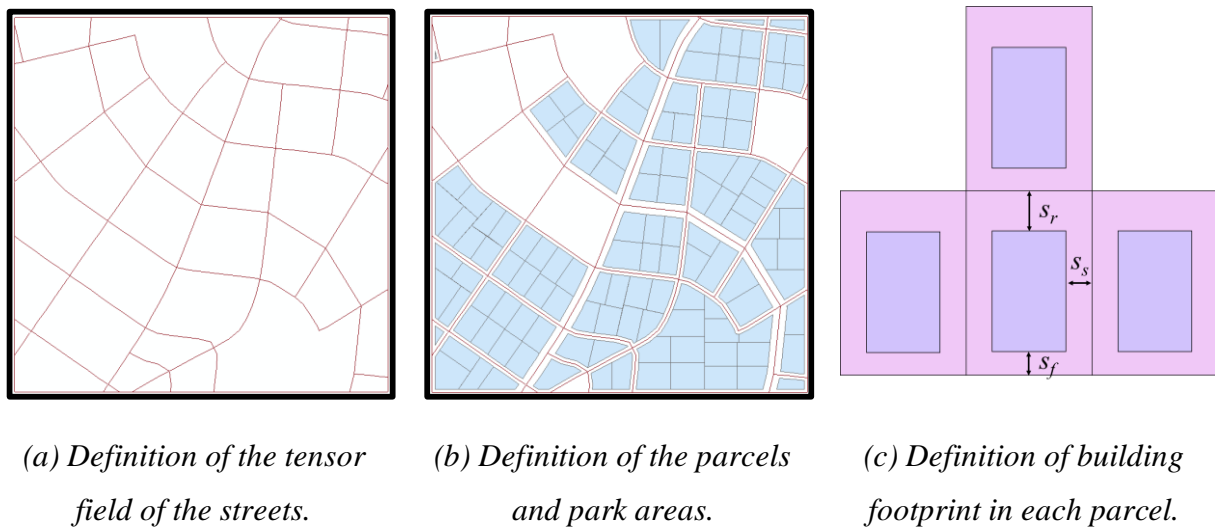 s_r
s_s
s_f
(a) Definition of the tensor
field of the streets.
(b) Definition of the parcels
and park areas.
(c) Definition of building
footprint in each parcel.